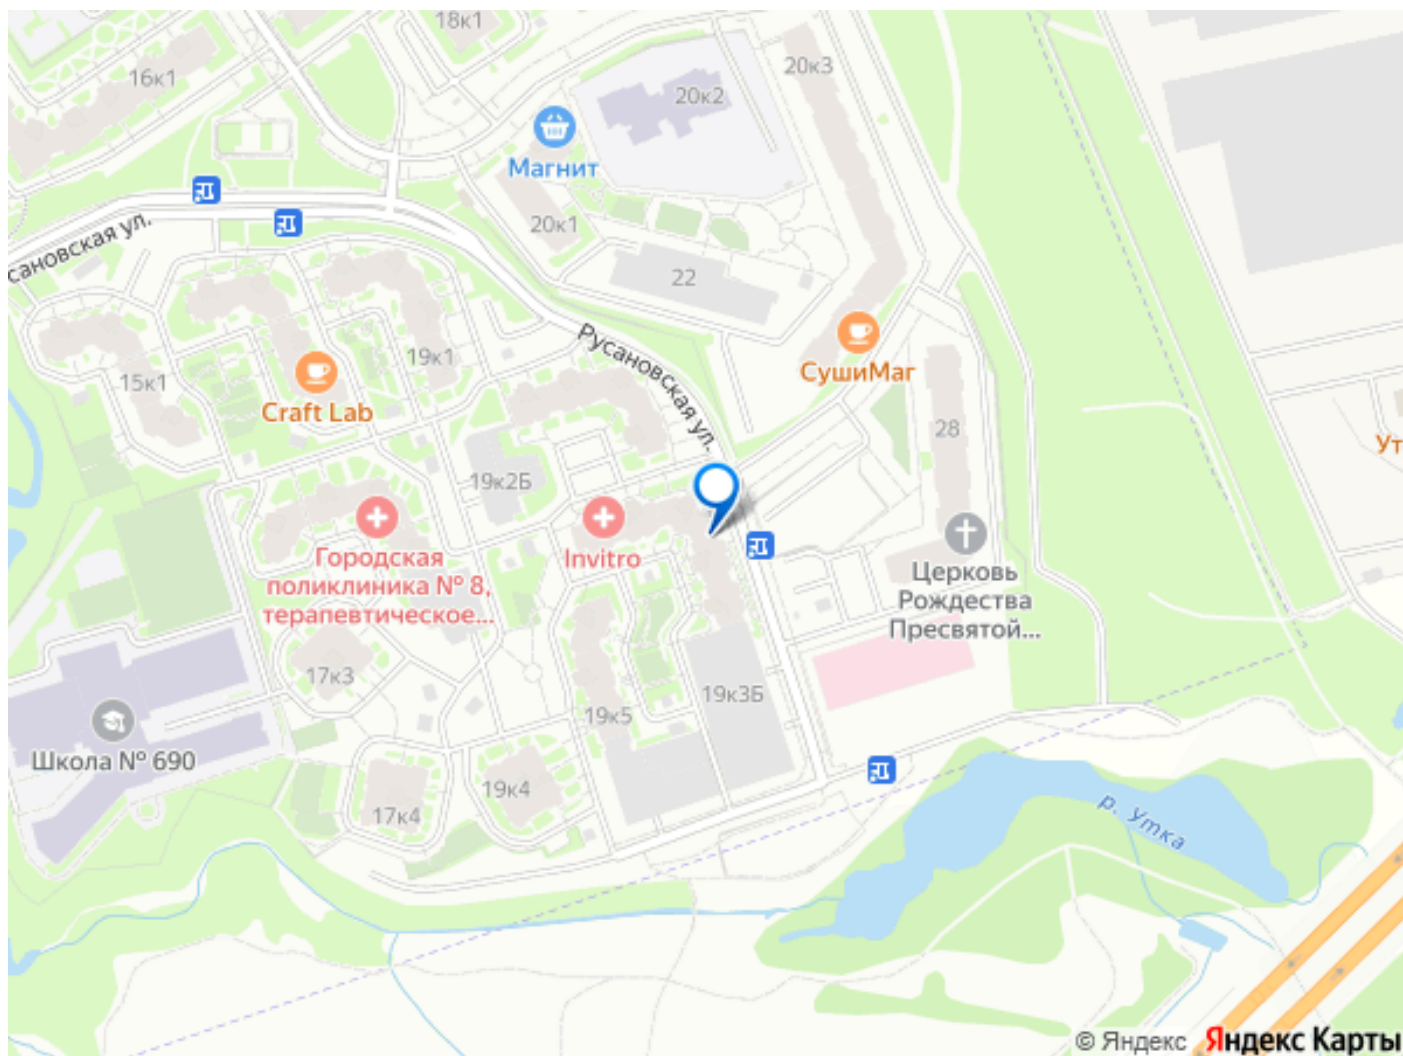 18к1
16к1
20к3
20к2
Магнит
20к1
сановская ул.
22
Русановская ул.
19к1
15к1
СушиМаг
Craft Lab
28
Ут
19к2Б
Городская
поликлиника № 8,
терапевтическое...
Invitro
Церковь
Рождества
Пресвятой...
17к3
19к3Б
19к5
Школа № 690
19к4
17к4
р. Утка
© Яндекс Яндекс Карты